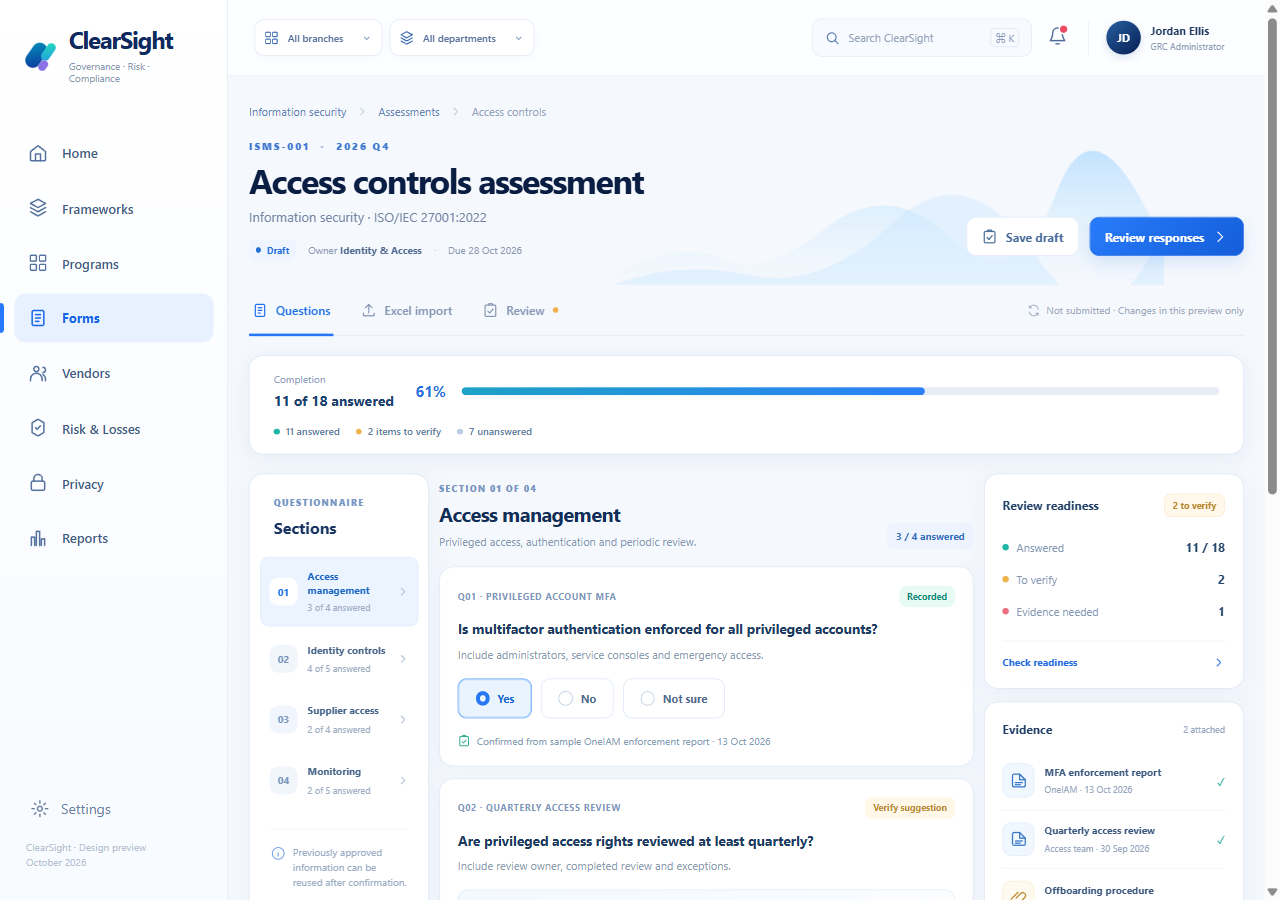 ClearSight
Governance · Risk ·
Compliance
Home
Frameworks
Programs
Forms
Vendors
Risk & Losses
Privacy
Reports
Settings
ClearSight · Design preview
October 2026
All branches
All departments
Search ClearSight
⌘ K
JD
Jordan Ellis
GRC Administrator
Information security
Assessments
Access controls
ISMS-001 · 2026 Q4
Access controls assessment
Information security · ISO/IEC 27001:2022
Draft
Owner Identity & Access · Due 28 Oct 2026
Save draft
Review responses
Questions
Excel import
Review
Not submitted · Changes in this preview only
Completion
11 of 18 answered
61%
11 answered
2 items to verify
7 unanswered
QUESTIONNAIRE
Sections
01
Access
management
3 of 4 answered
02
Identity controls
4 of 5 answered
03
Supplier access
2 of 4 answered
04
Monitoring
2 of 5 answered
Previously approved
information can be
reused after confirmation.
SECTION 01 OF 04
Access management
Privileged access, authentication and periodic review.
3 / 4 answered
Q01 · PRIVILEGED ACCOUNT MFA
Recorded
Is multifactor authentication enforced for all privileged accounts?
Include administrators, service consoles and emergency access.
Yes
No
Not sure
Confirmed from sample OneIAM enforcement report · 13 Oct 2026
Q02 · QUARTERLY ACCESS REVIEW
Verify suggestion
Are privileged access rights reviewed at least quarterly?
Include review owner, completed review and exceptions.
Review readiness
2 to verify
Answered
11 / 18
To verify
2
Evidence needed
1
Check readiness
Evidence
2 attached
MFA enforcement report
OneIAM · 13 Oct 2026
Quarterly access review
Access team · 30 Sep 2026
Offboarding procedure